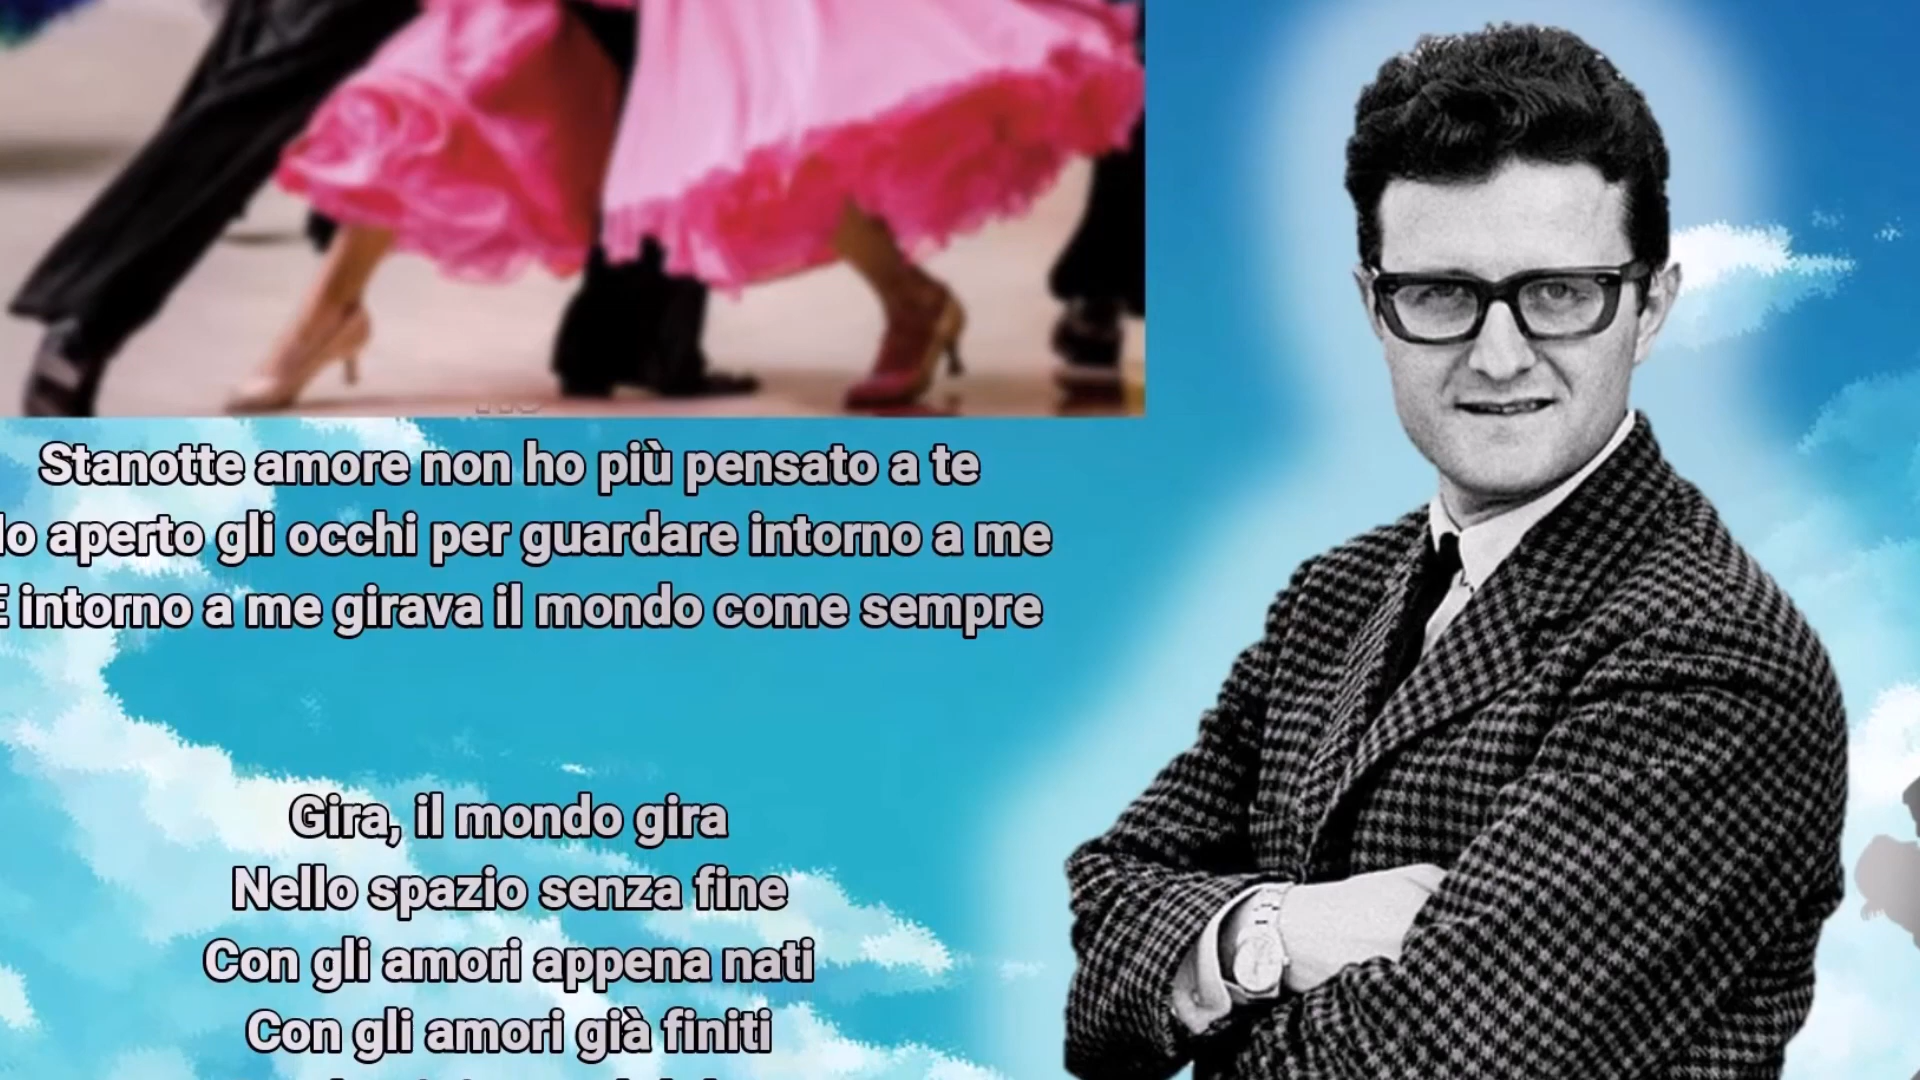 Stanotte amore non ho più pensato a te
o aperto gli occhi per guardare intorno a me
E intorno a me girava il mondo come sempre
Gira, il mondo gira
Nello spazio senza fine
Con gli amori appena nati
Con gli amori già finiti